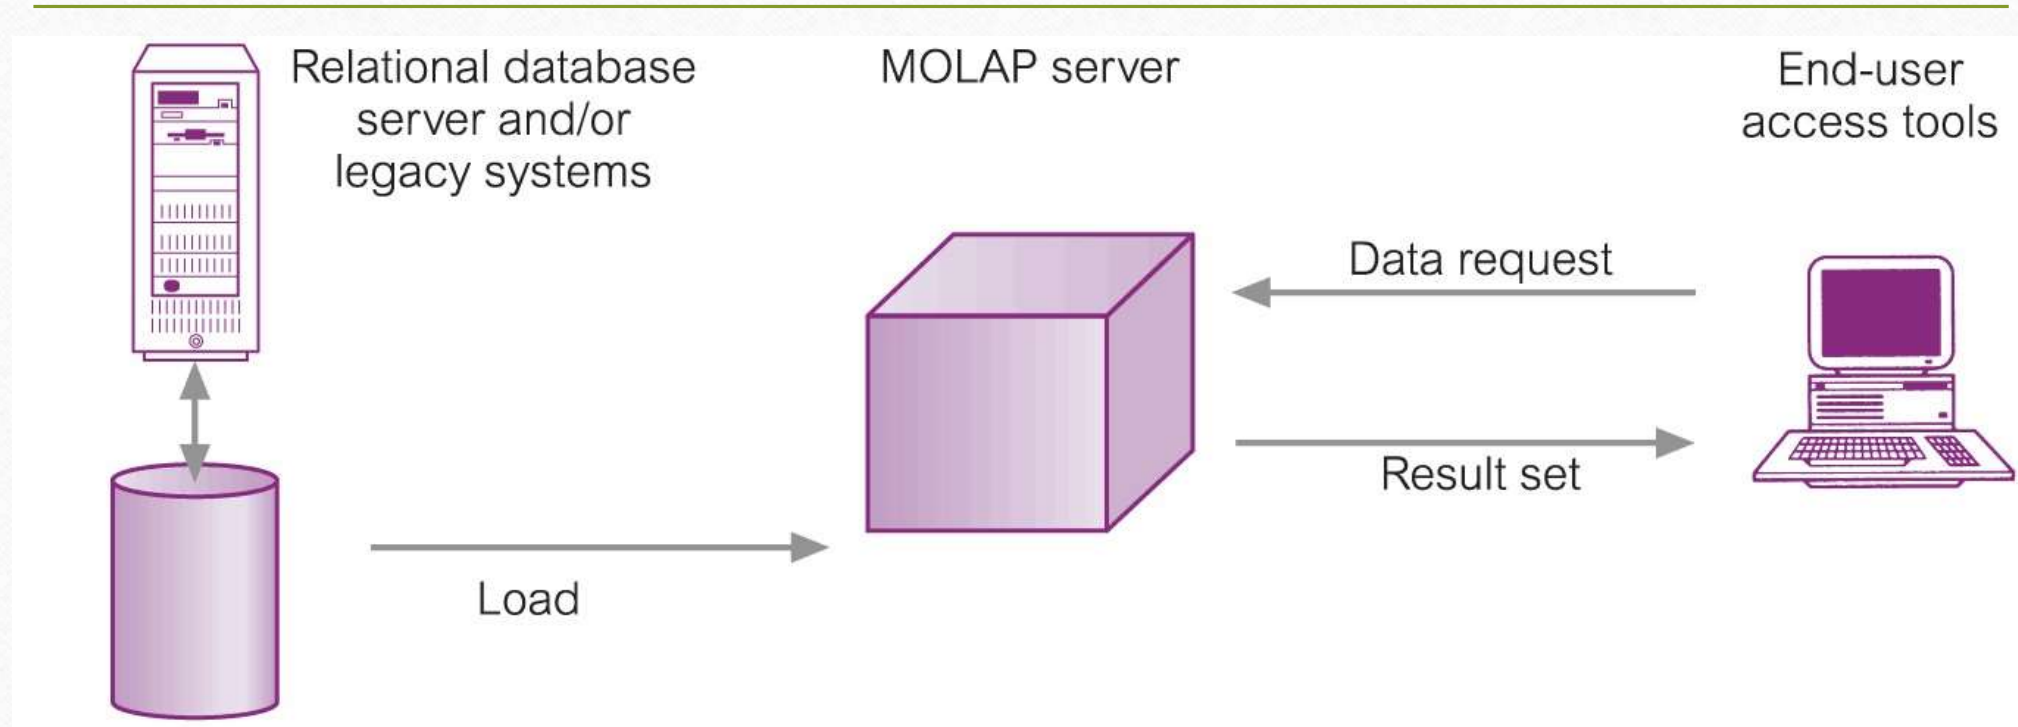 Relational database
server and/or
legacy systems
MOLAP server
End-user
access tools
Data request
Result set
Load